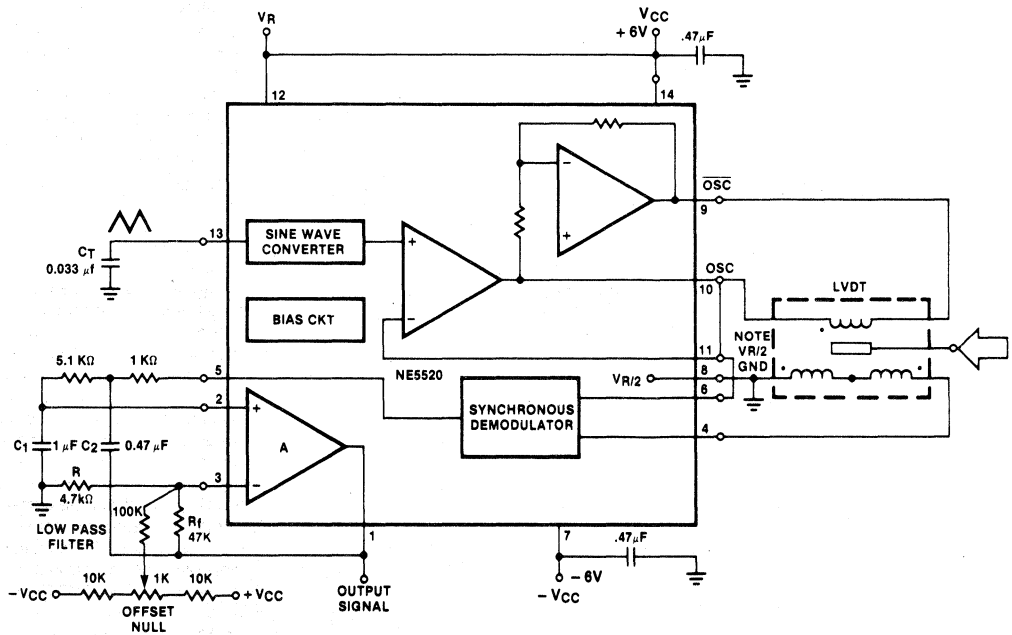 VR
VCC
+6V
.47µF
12
14
OSC
9
13
SINE WAVE
CONVERTER
CT
0.033 µf
+
−
−
+
OSC
10
LVDT
BIAS CKT
NOTE
VR/2
GND
11
5.1 KΩ
1 KΩ
5
NE5520
VR/2
8
6
2
+
SYNCHRONOUS
DEMODULATOR
4
C1
1 µF
C2
0.47 µF
A
R
4.7kΩ
3
−
100K
Rf
47K
LOW PASS
FILTER
1
7
.47µF
10K
1K
10K
−VCC
+VCC
OFFSET
NULL
OUTPUT
SIGNAL
−6V
−VCC